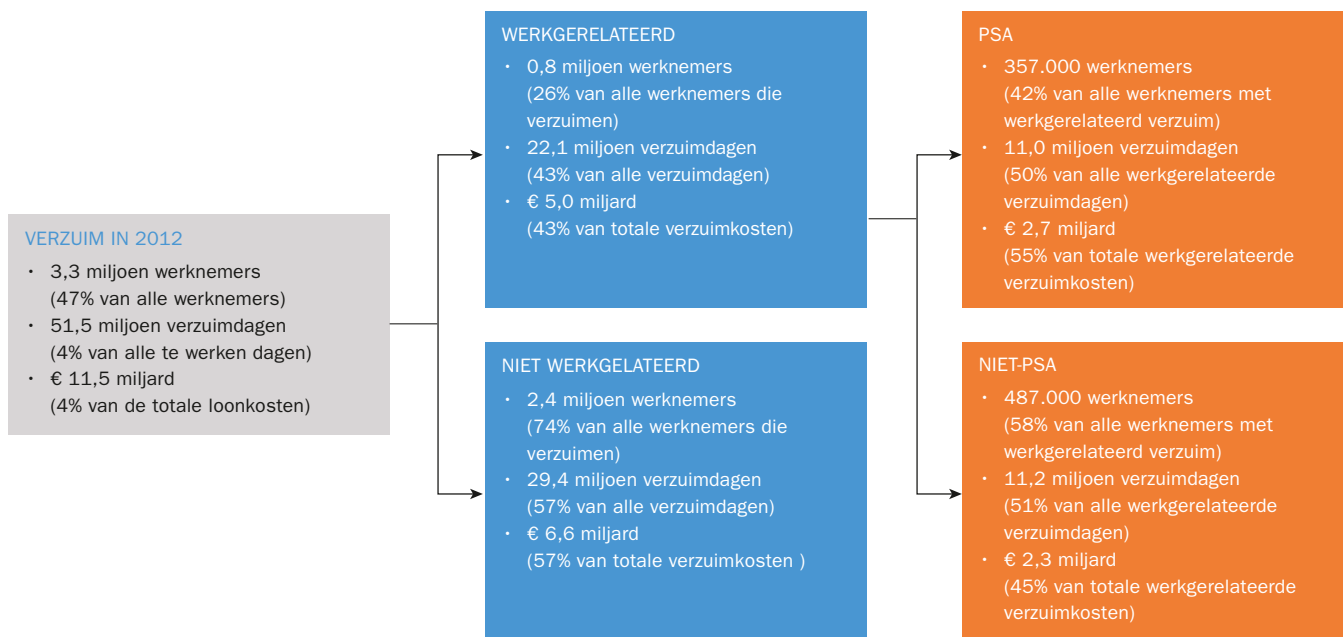 VERZUIM IN 2012
· 3,3 miljoen werknemers
(47% van alle werknemers)
· 51,5 miljoen verzuimdagen
(4% van alle te werken dagen)
· € 11,5 miljard
(4% van de totale loonkosten)
WERKGERELATEERD
· 0,8 miljoen werknemers
(26% van alle werknemers die
verzuimen)
· 22,1 miljoen verzuimdagen
(43% van alle verzuimdagen)
· € 5,0 miljard
(43% van totale verzuimkosten)
NIET WERKGELATEERD
· 2,4 miljoen werknemers
(74% van alle werknemers die
verzuimen)
· 29,4 miljoen verzuimdagen
(57% van alle verzuimdagen)
· € 6,6 miljard
(57% van totale verzuimkosten )
PSA
· 357.000 werknemers
(42% van alle werknemers met
werkgerelateerd verzuim)
· 11,0 miljoen verzuimdagen
(50% van alle werkgerelateerde
verzuimdagen)
· € 2,7 miljard
(55% van totale werkgerelateerde
verzuimkosten)
NIET-PSA
· 487.000 werknemers
(58% van alle werknemers met
werkgerelateerd verzuim)
· 11,2 miljoen verzuimdagen
(51% van alle werkgerelateerde
verzuimdagen)
· € 2,3 miljard
(45% van totale werkgerelateerde
verzuimkosten)